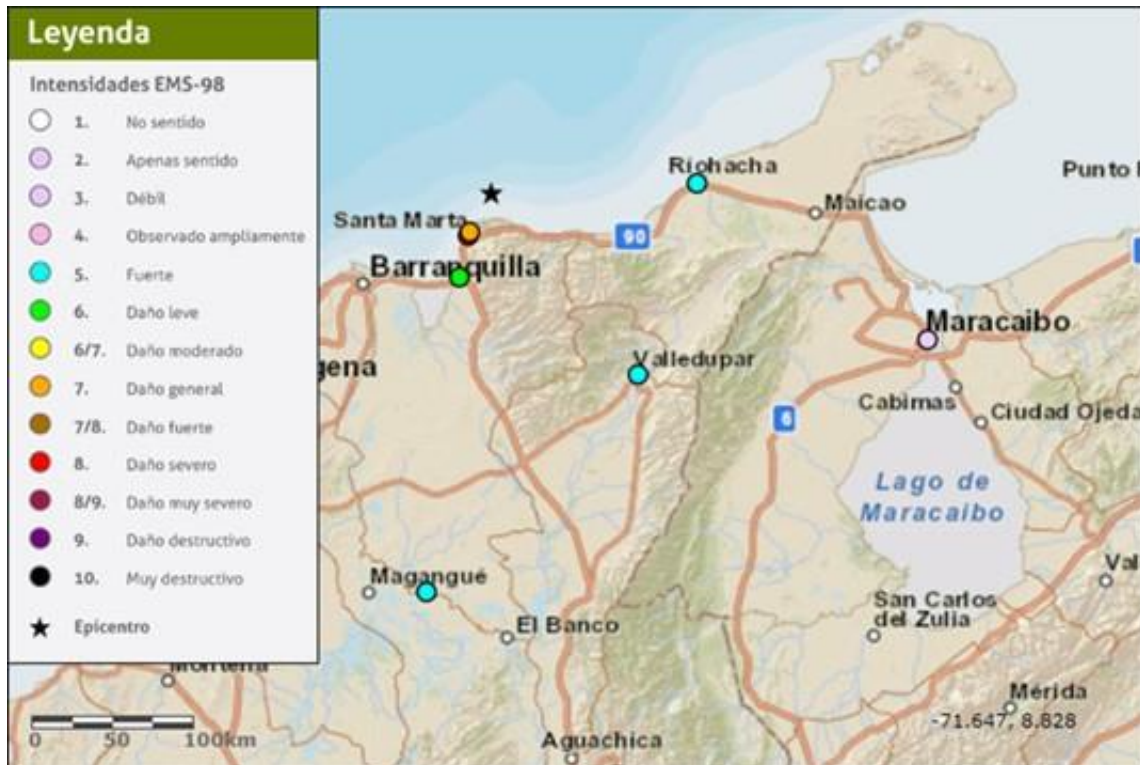 Leyenda
Intensidades EMS-98
1. No sentido
2. Apenas sentido
3. Débil
4. Observado ampliamente
5. Fuerte
6. Daño leve
6/7. Daño moderado
7. Daño general
7/8. Daño fuerte
8. Daño severo
8/9. Daño muy severo
9. Daño destructivo
10. Muy destructivo
Epicentro
0 50 100km
Ríohacha
Punto
Santa Marta
Maicao
90
Barranquilla
Maracaibo
Valledupar
gena
Cabimas
6
Ciudad Ojeda
Lago de
Maracaibo
Magangué
Val
San Carlos
del Zulia
El Banco
Montería
Mérida
-71.647, 8.828
Aguachica